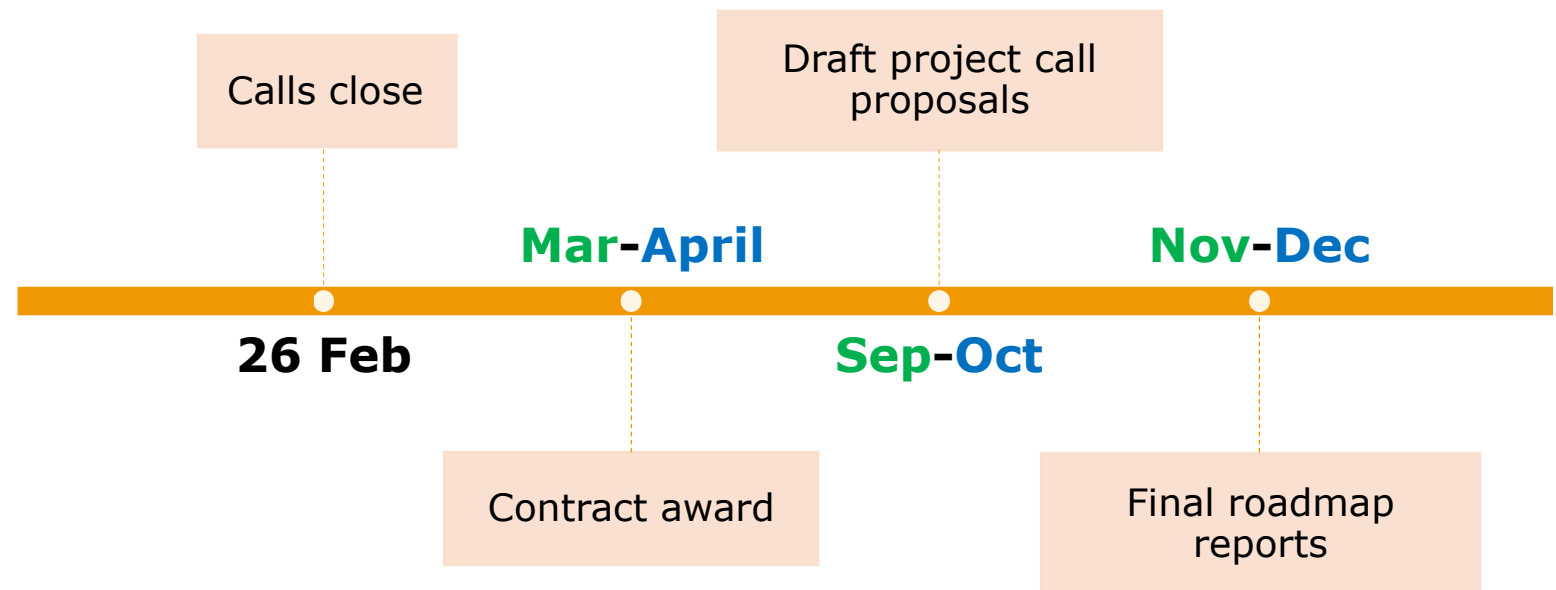 Calls close
Draft project call
proposals
Mar-April
Nov-Dec
26 Feb
Sep-Oct
Contract award
Final roadmap
reports